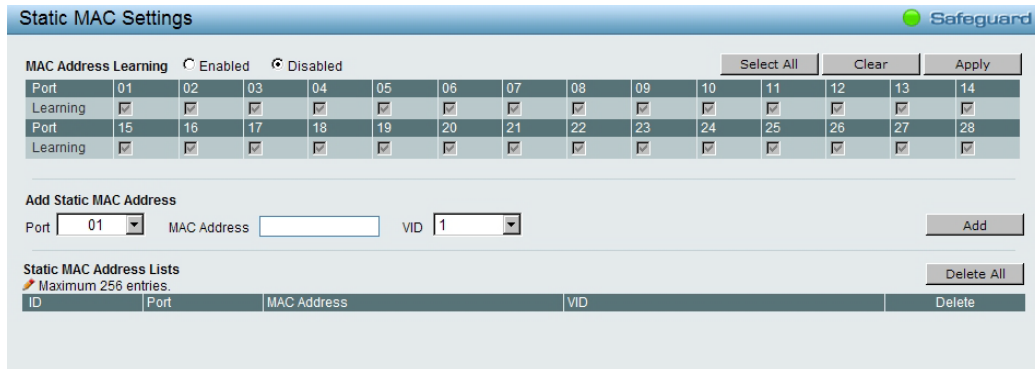 Static MAC Settings Safeguard
MAC Address Learning Enabled Disabled Select All Clear Apply
Port 01 02 03 04 05 06 07 08 09 10 11 12 13 14
Learning
Port 15 16 17 18 19 20 21 22 23 24 25 26 27 28
Learning
Add Static MAC Address
Port 01 MAC Address VID 1 Add
Static MAC Address Lists Delete All
Maximum 256 entries.
ID Port MAC Address VID Delete